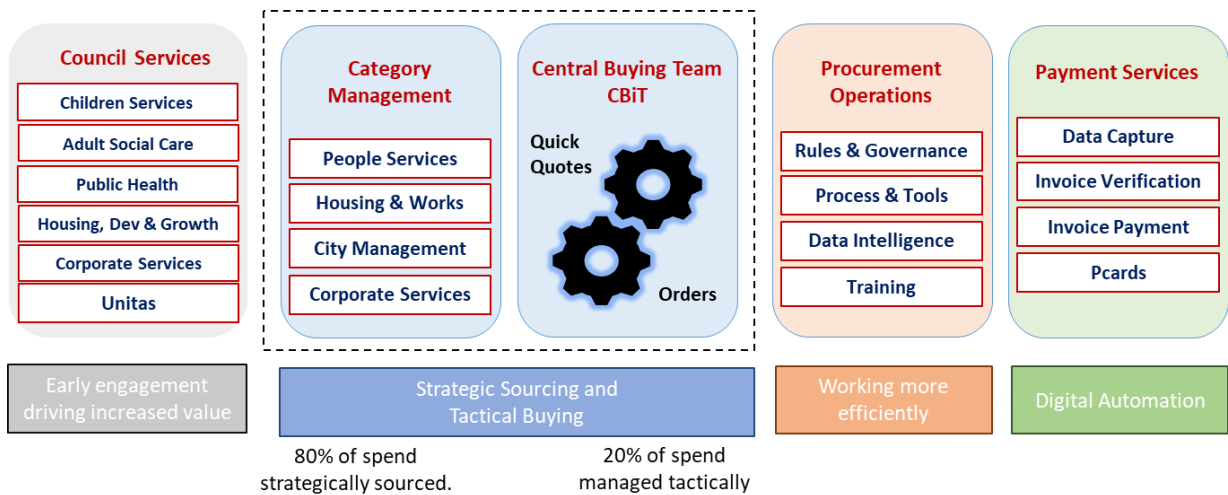 Council Services
Children Services
Adult Social Care
Public Health
Housing, Dev & Growth
Corporate Services
Unitas
Early engagement
driving increased value
Category
Management
People Services
Housing & Works
City Management
Corporate Services
Central Buying Team
CBiT
Quick
Quotes
Orders
Strategic Sourcing and
Tactical Buying
80% of spend
strategically sourced.
20% of spend
managed tactically
Procurement
Operations
Rules & Governance
Process & Tools
Data Intelligence
Training
Working more
efficiently
Payment Services
Data Capture
Invoice Verification
Invoice Payment
Pcards
Digital Automation